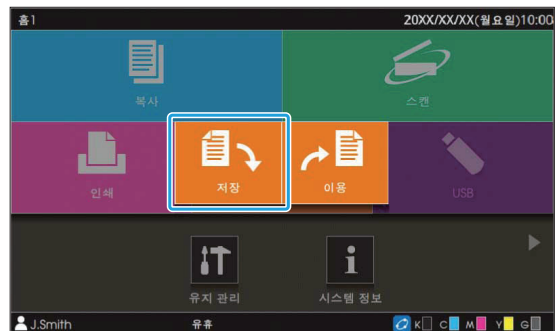 홈1
20XX/XX/XX(월요일)10:00
복사
스캔
인쇄
저장
이용
USB
유지 관리
시스템 정보
J.Smith
유휴
K C M Y G